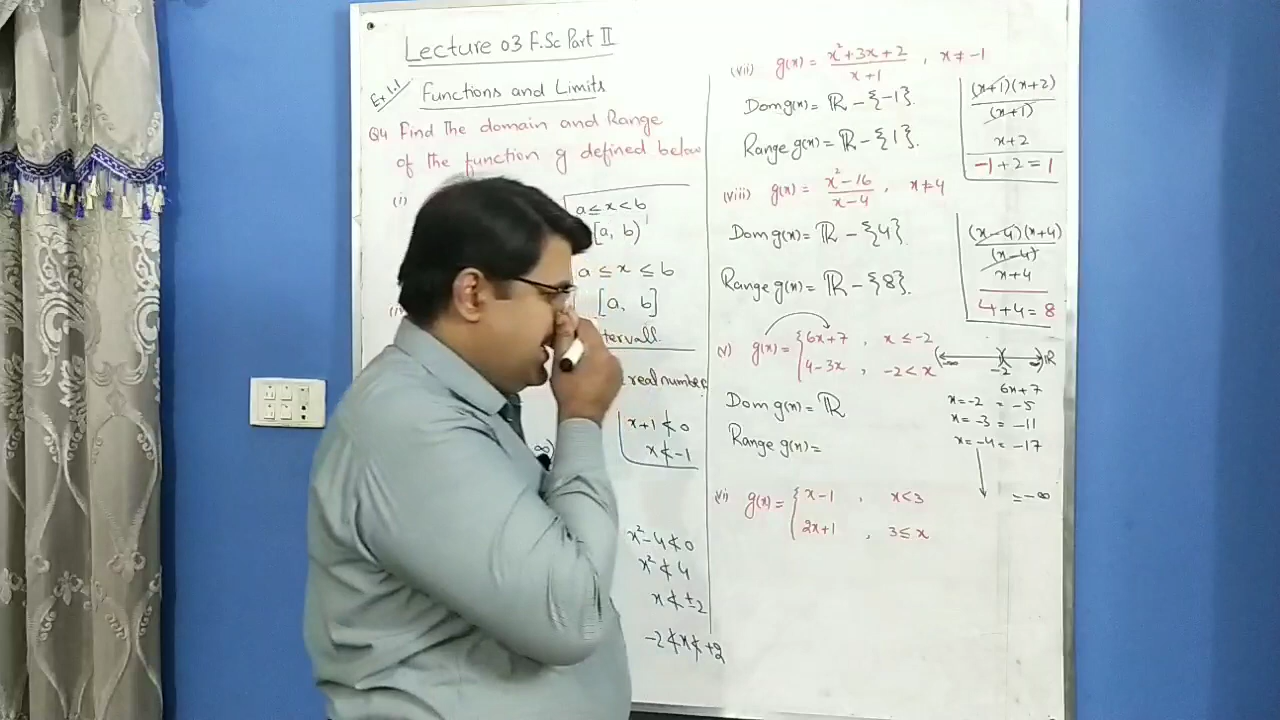 Lecture 03 F.Sc Part II
Ex. 1.1
Functions and Limits
Q4 Find The domain and Range
of the function g defined below
(i)
a ≤ x < b
[a, b)
a ≤ x ≤ b
[a, b]
tervall.
real number
x+1 ≮ 0
x ≮ -1
∞)
x²-4 ≮ 0
x² ≮ 4
x ≮ ±2
-2 ≮ x ≮ +2
(vii) g(x) = x²+3x+2 / x+1 , x ≠ -1
Dom g(x) = ℝ - {-1}.
Range g(x) = ℝ - {1}.
(x+1)(x+2)
(x+1)
x+2
-1+2 = 1
(viii) g(x) = x²-16 / x-4 , x ≠ 4
Dom g(x) = ℝ - {4}.
Range g(x) = ℝ - {8}.
(x-4)(x+4)
(x-4)
x+4
4+4 = 8
(v) g(x) = { 6x+7 , x ≤ -2
4-3x , -2 < x
Dom g(x) = ℝ
Range g(x) =
-∞ -2 ∞ ℝ
6x+7
x=-2 = -5
x=-3 = -11
x=-4 = -17
= -∞
(vi) g(x) = { x-1 , x<3
2x+1 , 3 ≤ x